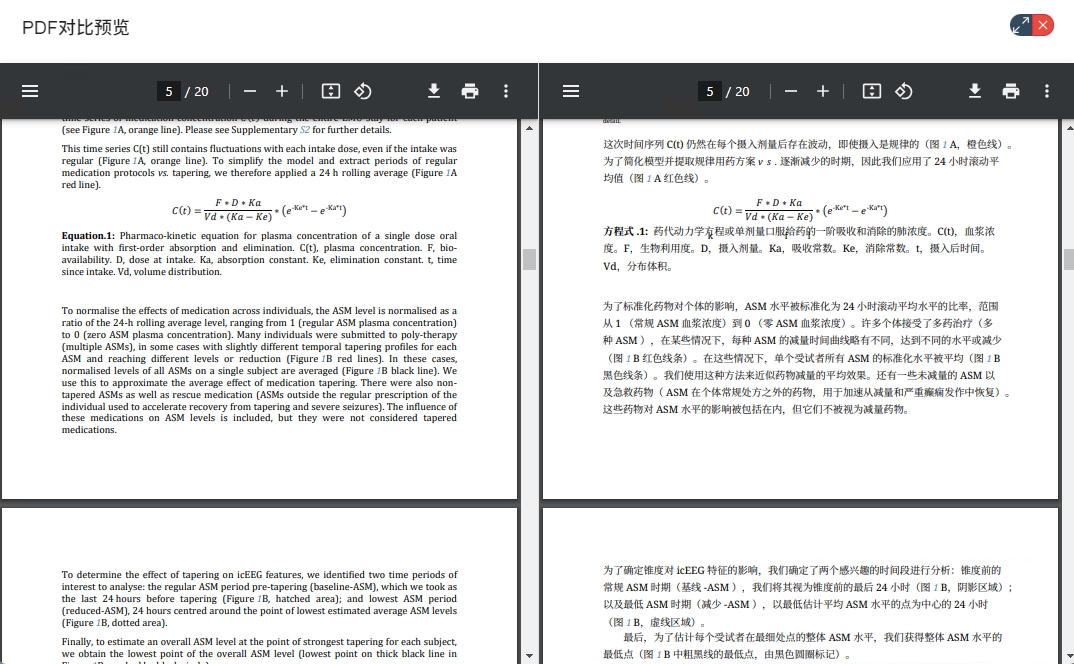 PDF对比预览
5 / 20
5 / 20
time series of medication concentration C(t) during the entire EMU stay for each patient
(see Figure 1A, orange line). Please see Supplementary S2 for further details.
This time series C(t) still contains fluctuations with each intake dose, even if the intake was
regular (Figure 1A, orange line). To simplify the model and extract periods of regular
medication protocols vs. tapering, we therefore applied a 24 h rolling average (Figure 1A
red line).
C(t) = F * D * Ka / Vd * (Ka − Ke) * (e^-Ke*t − e^-Ka*t)
Equation.1: Pharmaco-kinetic equation for plasma concentration of a single dose oral
intake with first-order absorption and elimination. C(t), plasma concentration. F, bio-
availability. D, dose at intake. Ka, absorption constant. Ke, elimination constant. t, time
since intake. Vd, volume distribution.
To normalise the effects of medication across individuals, the ASM level is normalised as a
ratio of the 24-h rolling average level, ranging from 1 (regular ASM plasma concentration)
to 0 (zero ASM plasma concentration). Many individuals were submitted to poly-therapy
(multiple ASMs), in some cases with slightly different temporal tapering profiles for each
ASM and reaching different levels or reduction (Figure 1B red lines). In these cases,
normalised levels of all ASMs on a single subject are averaged (Figure 1B black line). We
use this to approximate the average effect of medication tapering. There were also non-
tapered ASMs as well as rescue medication (ASMs outside the regular prescription of the
individual used to accelerate recovery from tapering and severe seizures). The influence of
these medications on ASM levels is included, but they were not considered tapered
medications.
To determine the effect of tapering on icEEG features, we identified two time periods of
interest to analyse: the regular ASM period pre-tapering (baseline-ASM), which we took as
the last 24 hours before tapering (Figure 1B, hatched area); and lowest ASM period
(reduced-ASM), 24 hours centred around the point of lowest estimated average ASM levels
(Figure 1B, dotted area).
Finally, to estimate an overall ASM level at the point of strongest tapering for each subject,
we obtain the lowest point of the overall ASM level (lowest point on thick black line in
detail.
这次时间序列 C(t) 仍然在每个摄入剂量后存在波动，即使摄入是规律的（图 1 A，橙色线）。
为了简化模型并提取规律用药方案 v s . 逐渐减少的时期，因此我们应用了 24 小时滚动平
均值（图 1 A 红色线）。
C(t) = F * D * Ka / Vd * (Ka − Ke) * (e^-Ke*t − e^-Ka*t)
方程式 .1: 药代动力学方程或单剂量口服给药的一阶吸收和消除的肺浓度。C(t)，血浆浓
度。F，生物利用度。D，摄入剂量。Ka，吸收常数。Ke，消除常数。t，摄入后时间。
Vd，分布体积。
为了标准化药物对个体的影响，ASM 水平被标准化为 24 小时滚动平均水平的比率，范围
从 1 （常规 ASM 血浆浓度）到 0 （零 ASM 血浆浓度）。许多个体接受了多药治疗（多
种 ASM ），在某些情况下，每种 ASM 的减量时间曲线略有不同，达到不同的水平或减少
（图 1 B 红色线条）。在这些情况下，单个受试者所有 ASM 的标准化水平被平均（图 1 B
黑色线条）。我们使用这种方法来近似药物减量的平均效果。还有一些未减量的 ASM 以
及急救药物（ ASM 在个体常规处方之外的药物，用于加速从减量和严重癫痫发作中恢复）。
这些药物对 ASM 水平的影响被包括在内，但它们不被视为减量药物。
为了确定锥度对 icEEG 特征的影响，我们确定了两个感兴趣的时间段进行分析：锥度前的
常规 ASM 时期（基线 -ASM ），我们将其视为锥度前的最后 24 小时（图 1 B，阴影区域）;
以及最低 ASM 时期（减少 -ASM ），以最低估计平均 ASM 水平的点为中心的 24 小时
（图 1 B，虚线区域）。
最后，为了估计每个受试者在最细处点的整体 ASM 水平，我们获得整体 ASM 水平的
最低点（图 1 B 中粗黑线的最低点，由黑色圆圈标记）。